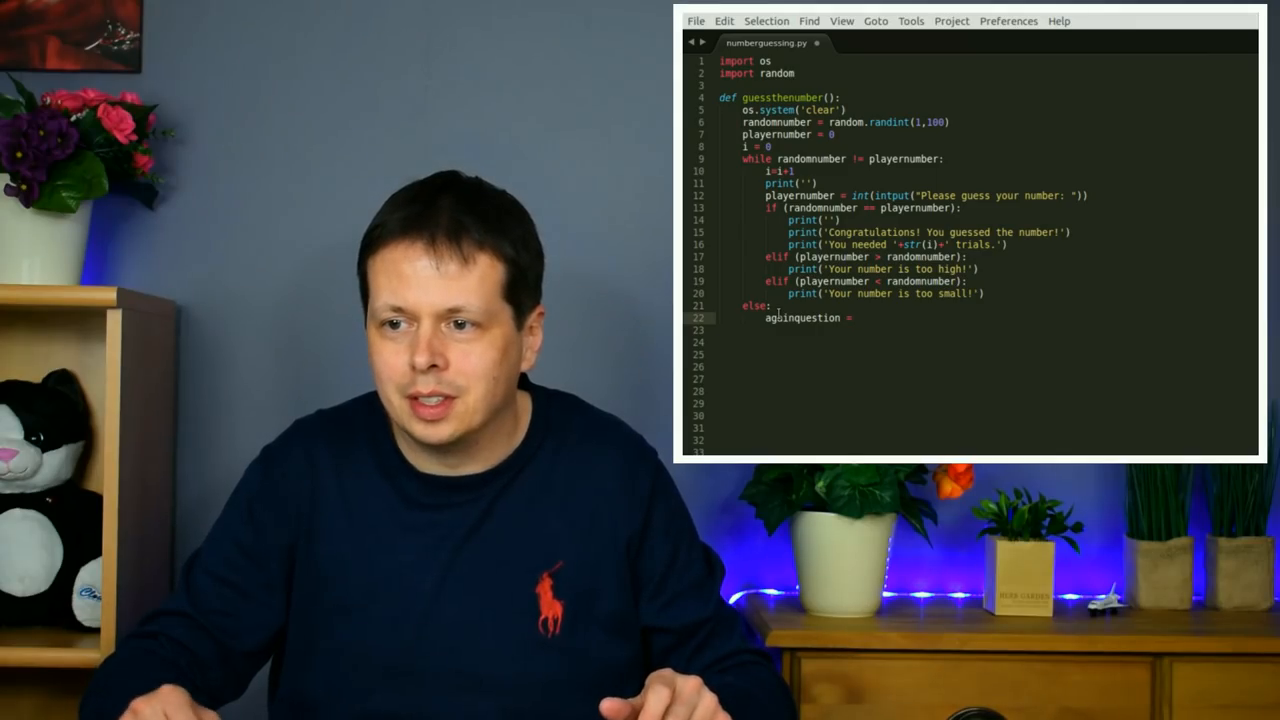 File Edit Selection Find View Goto Tools Project Preferences Help
numberguessing.py
1 import os
2 import random
3
4 def guessthenumber():
5 os.system('clear')
6 randomnumber = random.randint(1,100)
7 playernumber = 0
8 i = 0
9 while randomnumber != playernumber:
10 i=i+1
11 print('')
12 playernumber = int(intput("Please guess your number: "))
13 if (randomnumber == playernumber):
14 print('')
15 print('Congratulations! You guessed the number!')
16 print('You needed '+str(i)+' trials.')
17 elif (playernumber > randomnumber):
18 print('Your number is too high!')
19 elif (playernumber < randomnumber):
20 print('Your number is too small!')
21 else:
22 againquestion =
23
24
25
26
27
28
29
30
31
32
33
HERB GARDEN